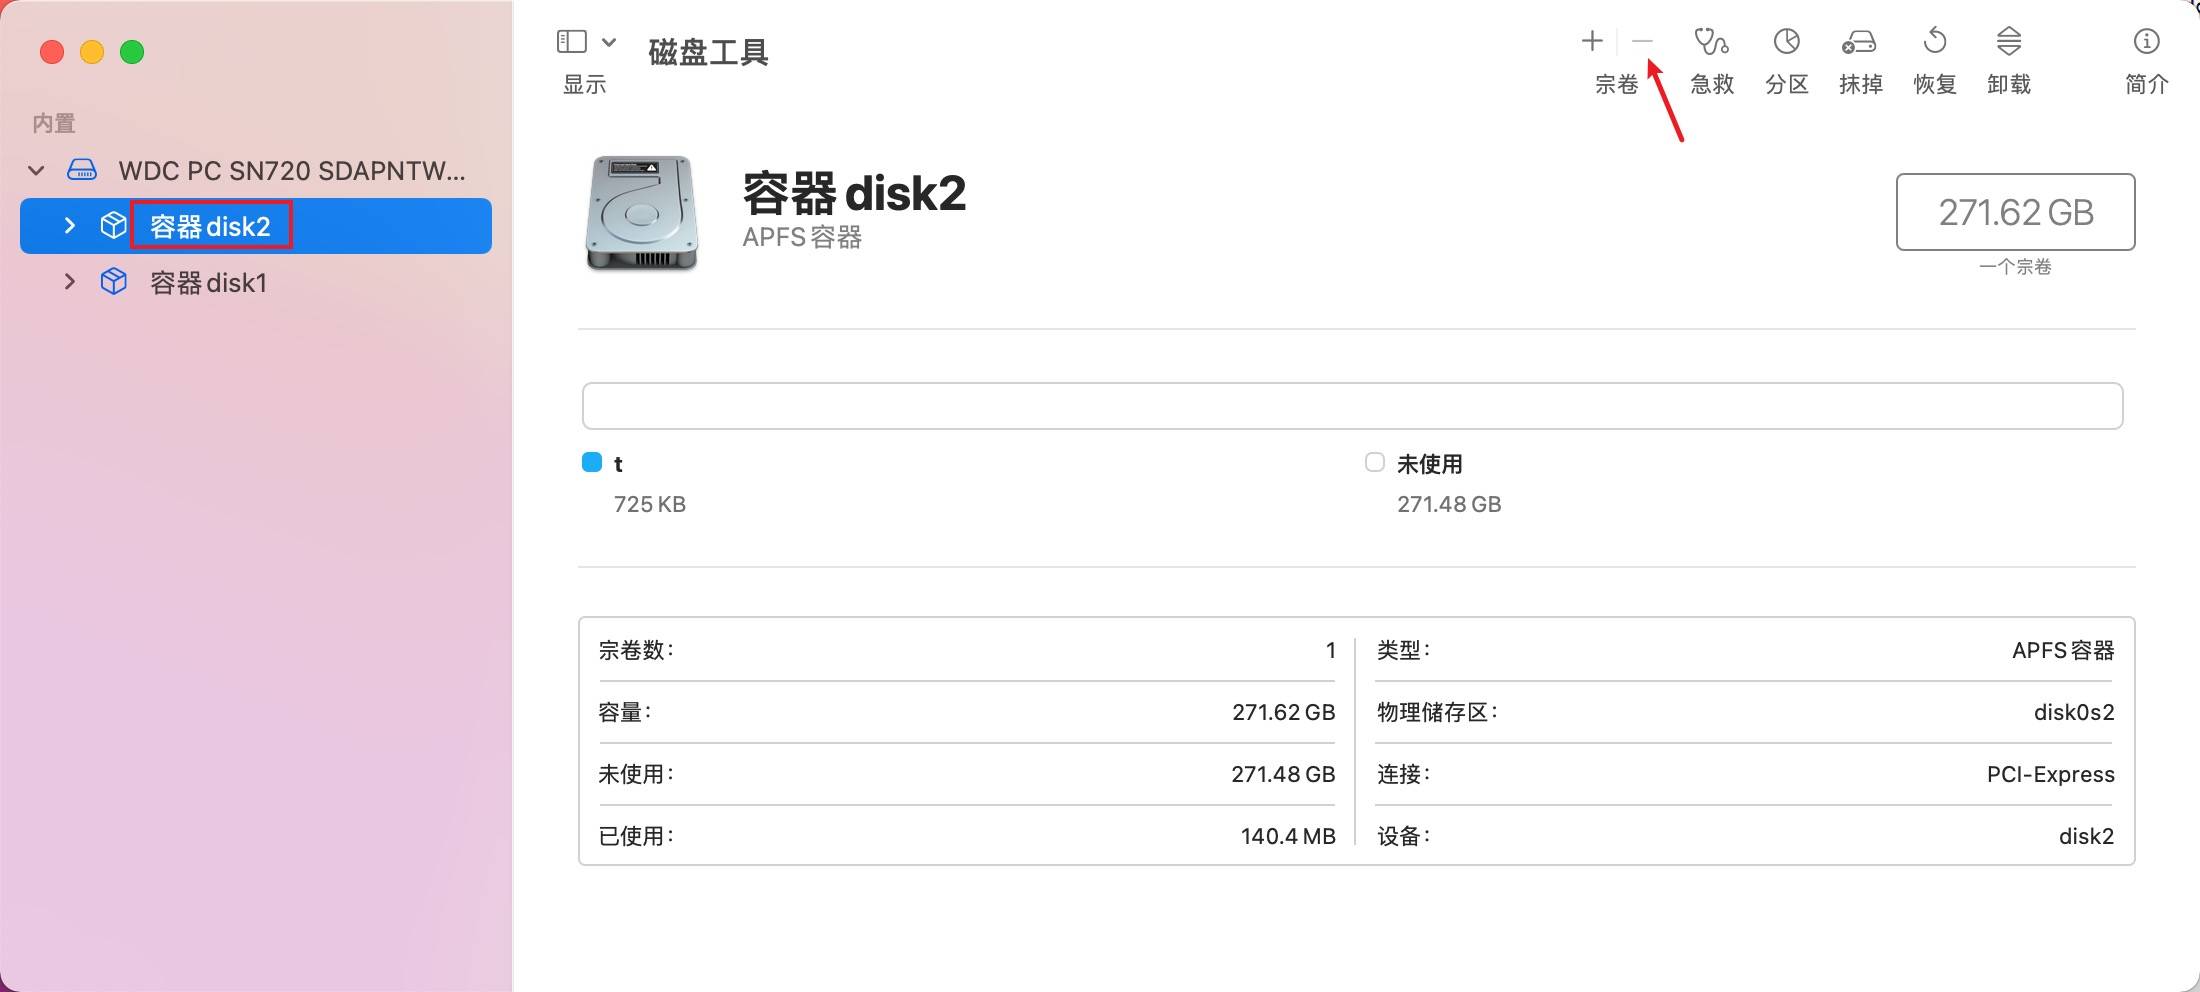 磁盘工具
显示
宗卷
急救
分区
抹掉
恢复
卸载
简介
内置
WDC PC SN720 SDAPNTW...
容器 disk2
容器 disk1
容器 disk2
APFS 容器
271.62 GB
一个宗卷
t
725 KB
未使用
271.48 GB
宗卷数: 1
类型: APFS 容器
容量: 271.62 GB
物理储存区: disk0s2
未使用: 271.48 GB
连接: PCI-Express
已使用: 140.4 MB
设备: disk2